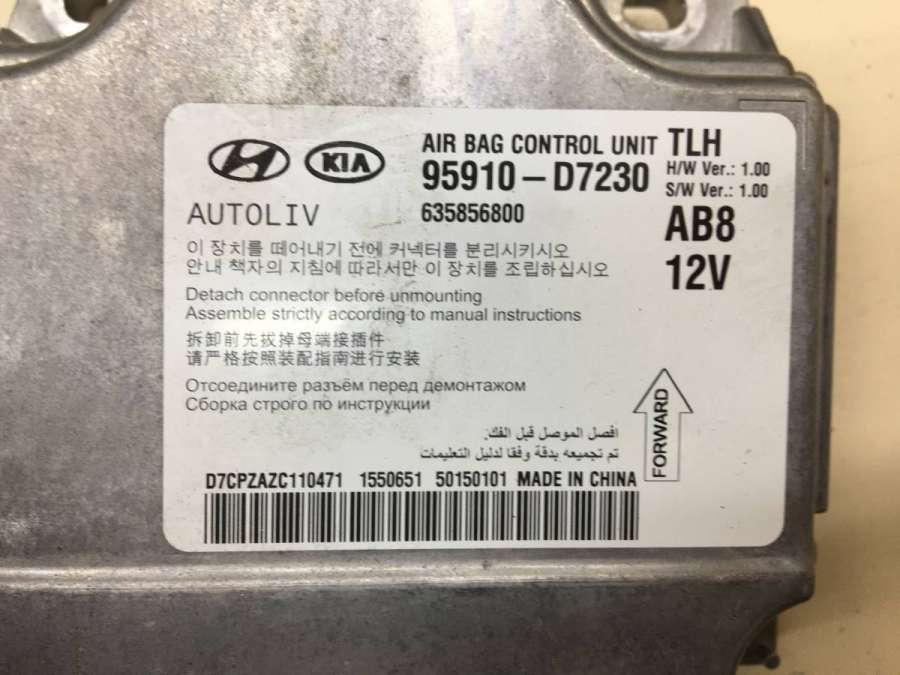 KIA
AIR BAG CONTROL UNIT
TLH
H/W Ver.: 1.00
95910-D7230
S/W Ver.: 1.00
AUTOLIV
635856800
AB8
12V
이 장치를 떼어내기 전에 커넥터를 분리시키시오
안내 책자의 지침에 따라서만 이 장치를 조립하십시오
Detach connector before unmounting
Assemble strictly according to manual instructions
拆卸前先拔掉母端接插件
请严格按照装配指南进行安装
Отсоедините разъём перед демонтажом
Сборка строго по инструкции
افصل الموصل قبل الفك.
تم تجميعه بدقة وفقا لدليل التعليمات
FORWARD
D7CPZAZC110471 1550651 50150101 MADE IN CHINA